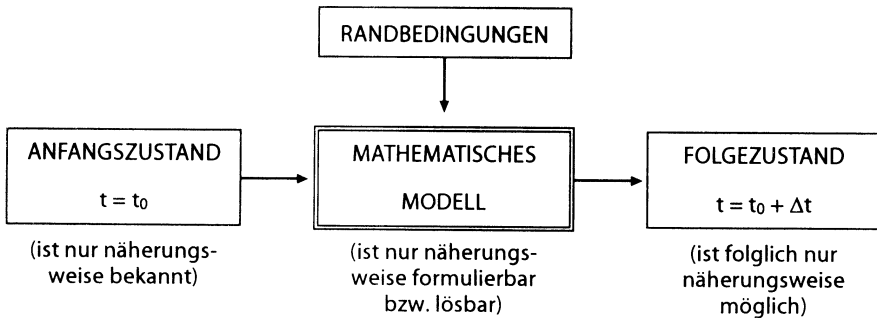 RANDBEDINGUNGEN
ANFANGSZUSTAND
t = t₀
(ist nur näherungs-
weise bekannt)
MATHEMATISCHES
MODELL
(ist nur näherungs-
weise formulierbar
bzw. lösbar)
FOLGEZUSTAND
t = t₀ + Δt
(ist folglich nur
näherungsweise
möglich)